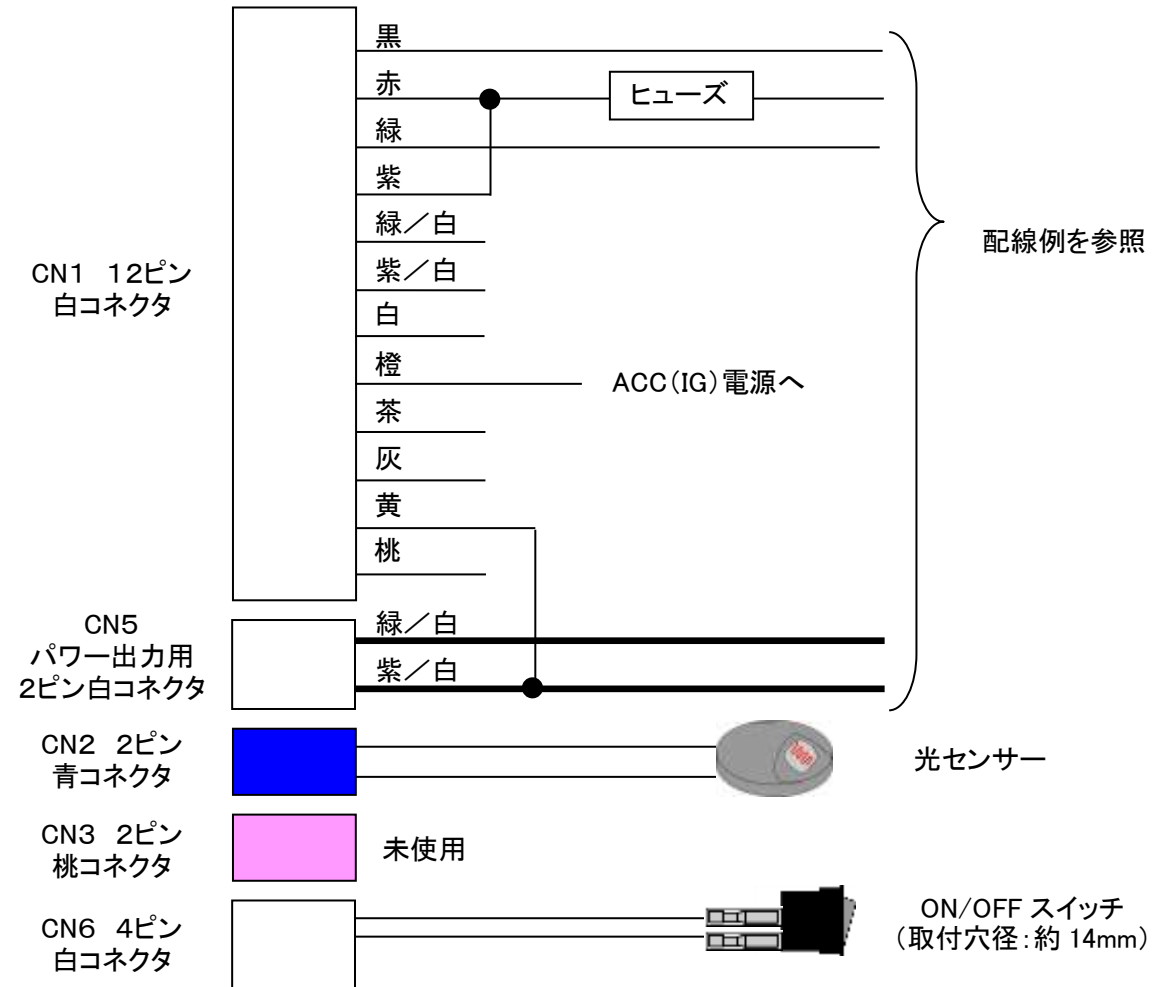 黒
赤
ヒューズ
緑
紫
緑／白
配線例を参照
紫／白
CN1　12ピン
白コネクタ
白
橙
ACC（IG）電源へ
茶
灰
黄
桃
CN5
パワー出力用
2ピン白コネクタ
緑／白
紫／白
CN2　2ピン
青コネクタ
光センサー
CN3　2ピン
桃コネクタ
未使用
CN6　4ピン
白コネクタ
ON/OFF スイッチ
（取付穴径：約 14mm）